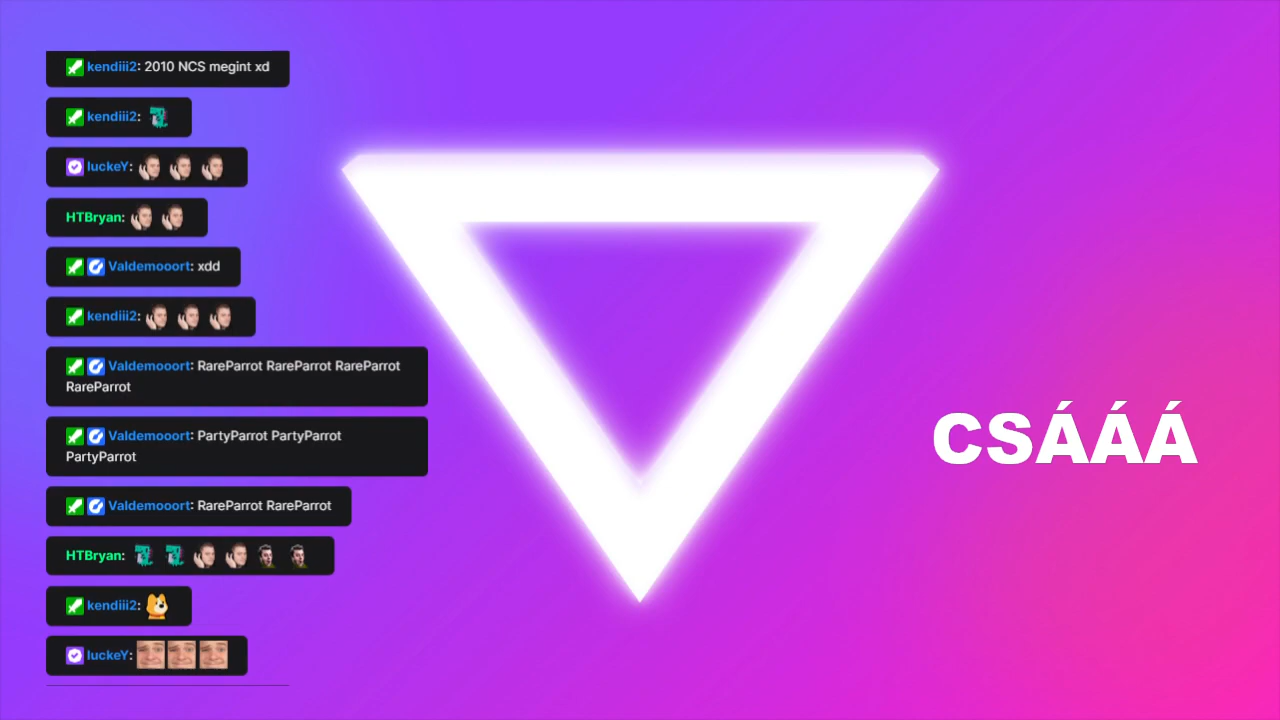 kendiii2: 2010 NCS megint xd
kendiii2:
luckeY:
HTBryan:
Valdemooort: xdd
kendiii2:
Valdemooort: RareParrot RareParrot RareParrot
RareParrot
Valdemooort: PartyParrot PartyParrot
PartyParrot
Valdemooort: RareParrot RareParrot
HTBryan:
kendiii2:
luckeY:
CSÁÁÁ